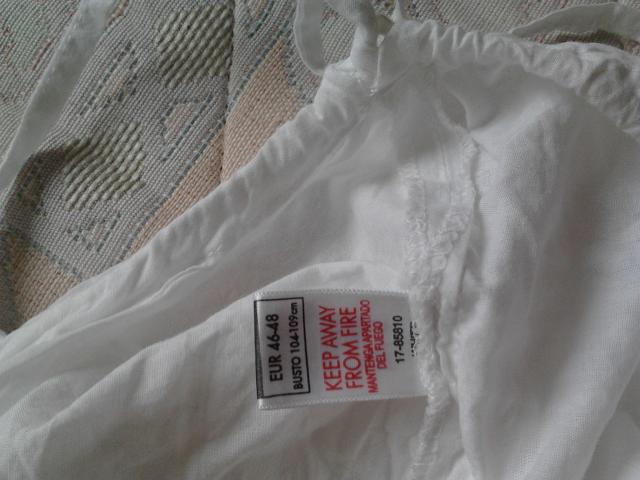 EUR 46-48
BUSTO 104-109cm
KEEP AWAY
FROM FIRE
MANTENGA APARTADO
DEL FUEGO
17-85810